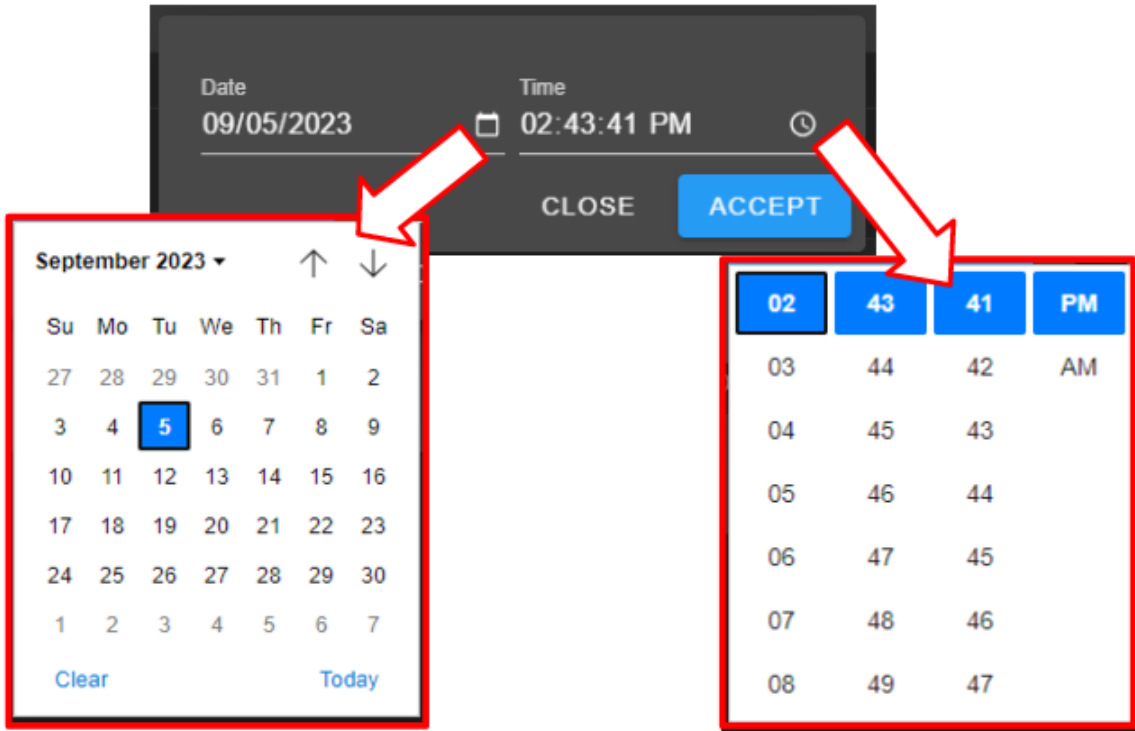 Date Time
09/05/2023 02:43:41 PM
CLOSE ACCEPT
September 2023
Su Mo Tu We Th Fr Sa
27 28 29 30 31 1 2
3 4 5 6 7 8 9
10 11 12 13 14 15 16
17 18 19 20 21 22 23
24 25 26 27 28 29 30
1 2 3 4 5 6 7
Clear Today
02 43 41 PM
03 44 42 AM
04 45 43
05 46 44
06 47 45
07 48 46
08 49 47